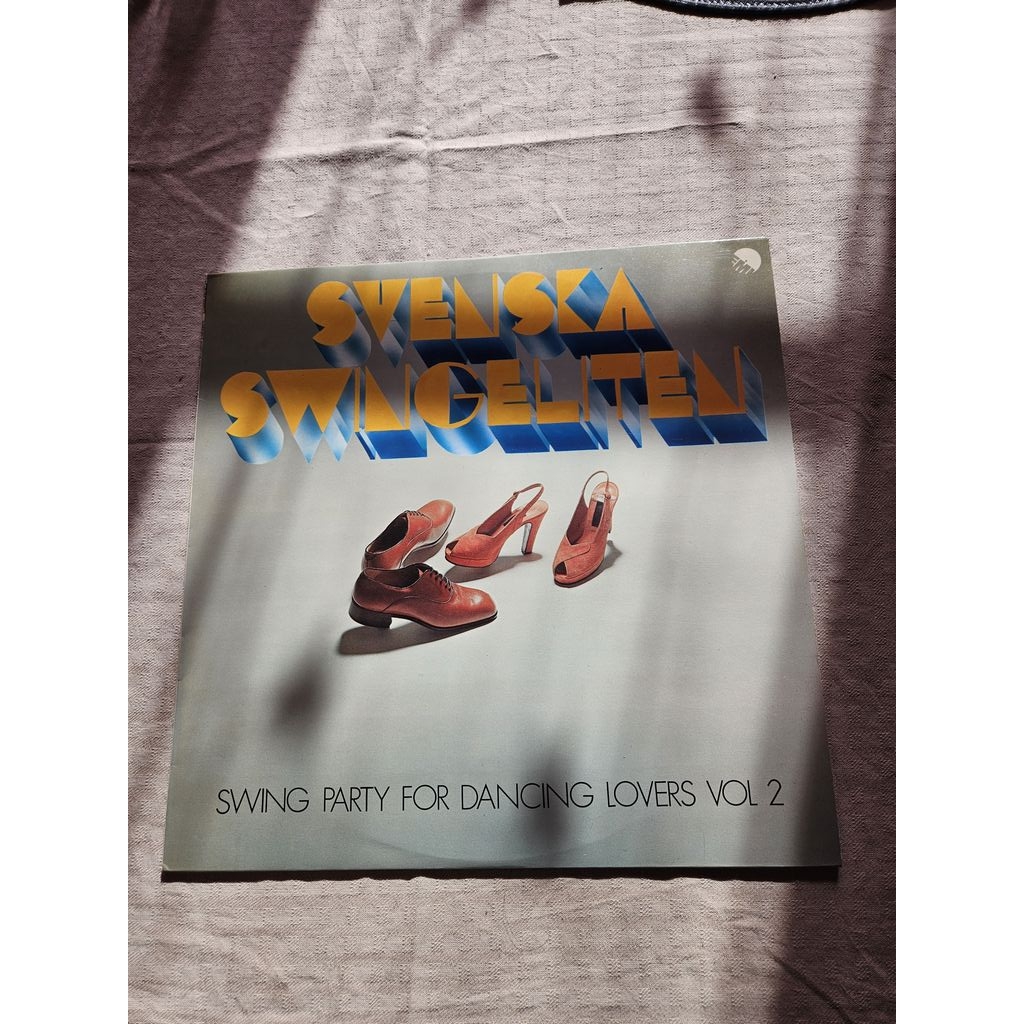 SVENSKA
SWINGELITEN
SWING PARTY FOR DANCING LOVERS VOL 2